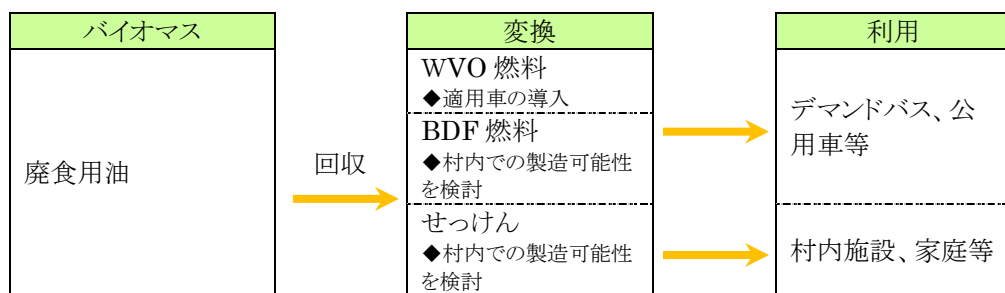 バイオマス
廃食用油
回収
変換
WVO 燃料
◆適用車の導入
BDF 燃料
◆村内での製造可能性
を検討
せっけん
◆村内での製造可能性
を検討
利用
デマンドバス、公
用車等
村内施設、家庭等